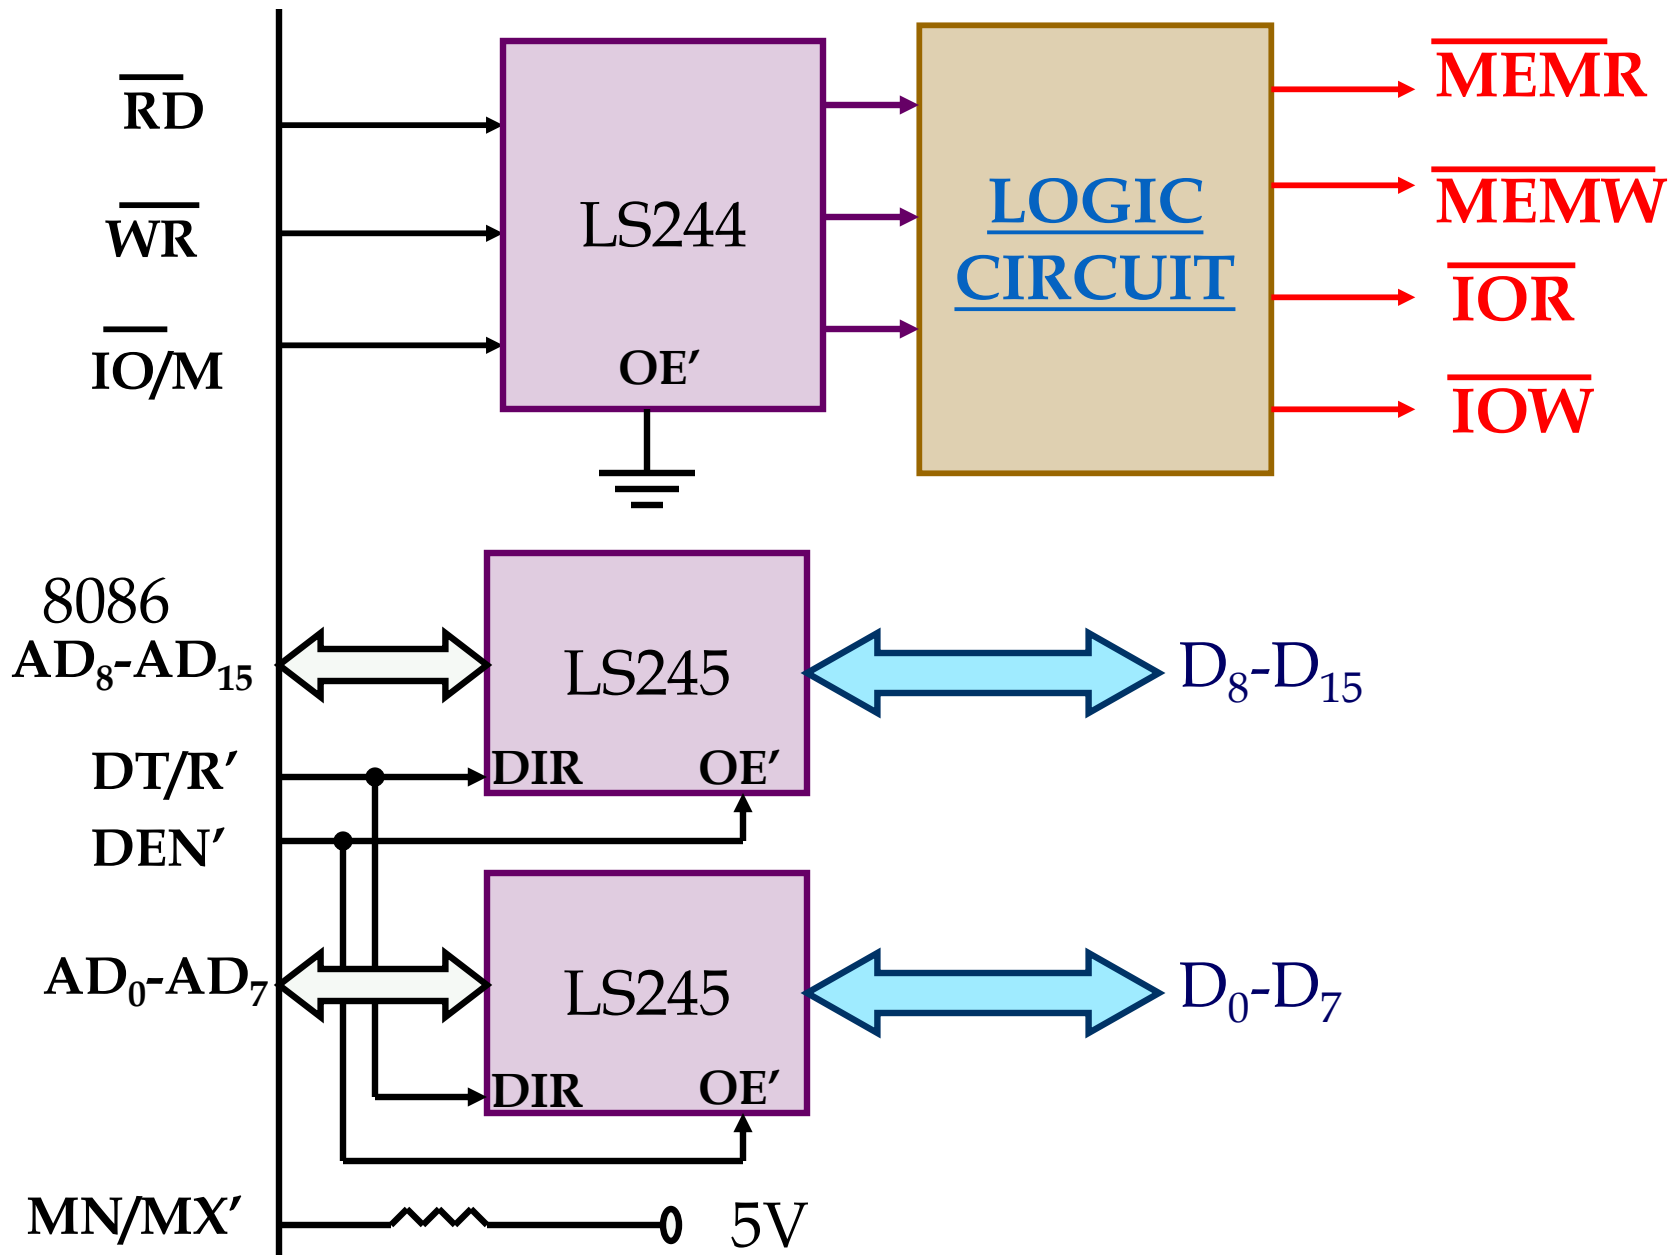 RD
WR
IO/M
LS244
OE'
LOGIC
CIRCUIT
MEMR
MEMW
IOR
IOW
8086
AD8-AD15
LS245
D8-D15
DT/R'
DIR
OE'
DEN'
AD0-AD7
LS245
D0-D7
DIR
OE'
MN/MX'
5V